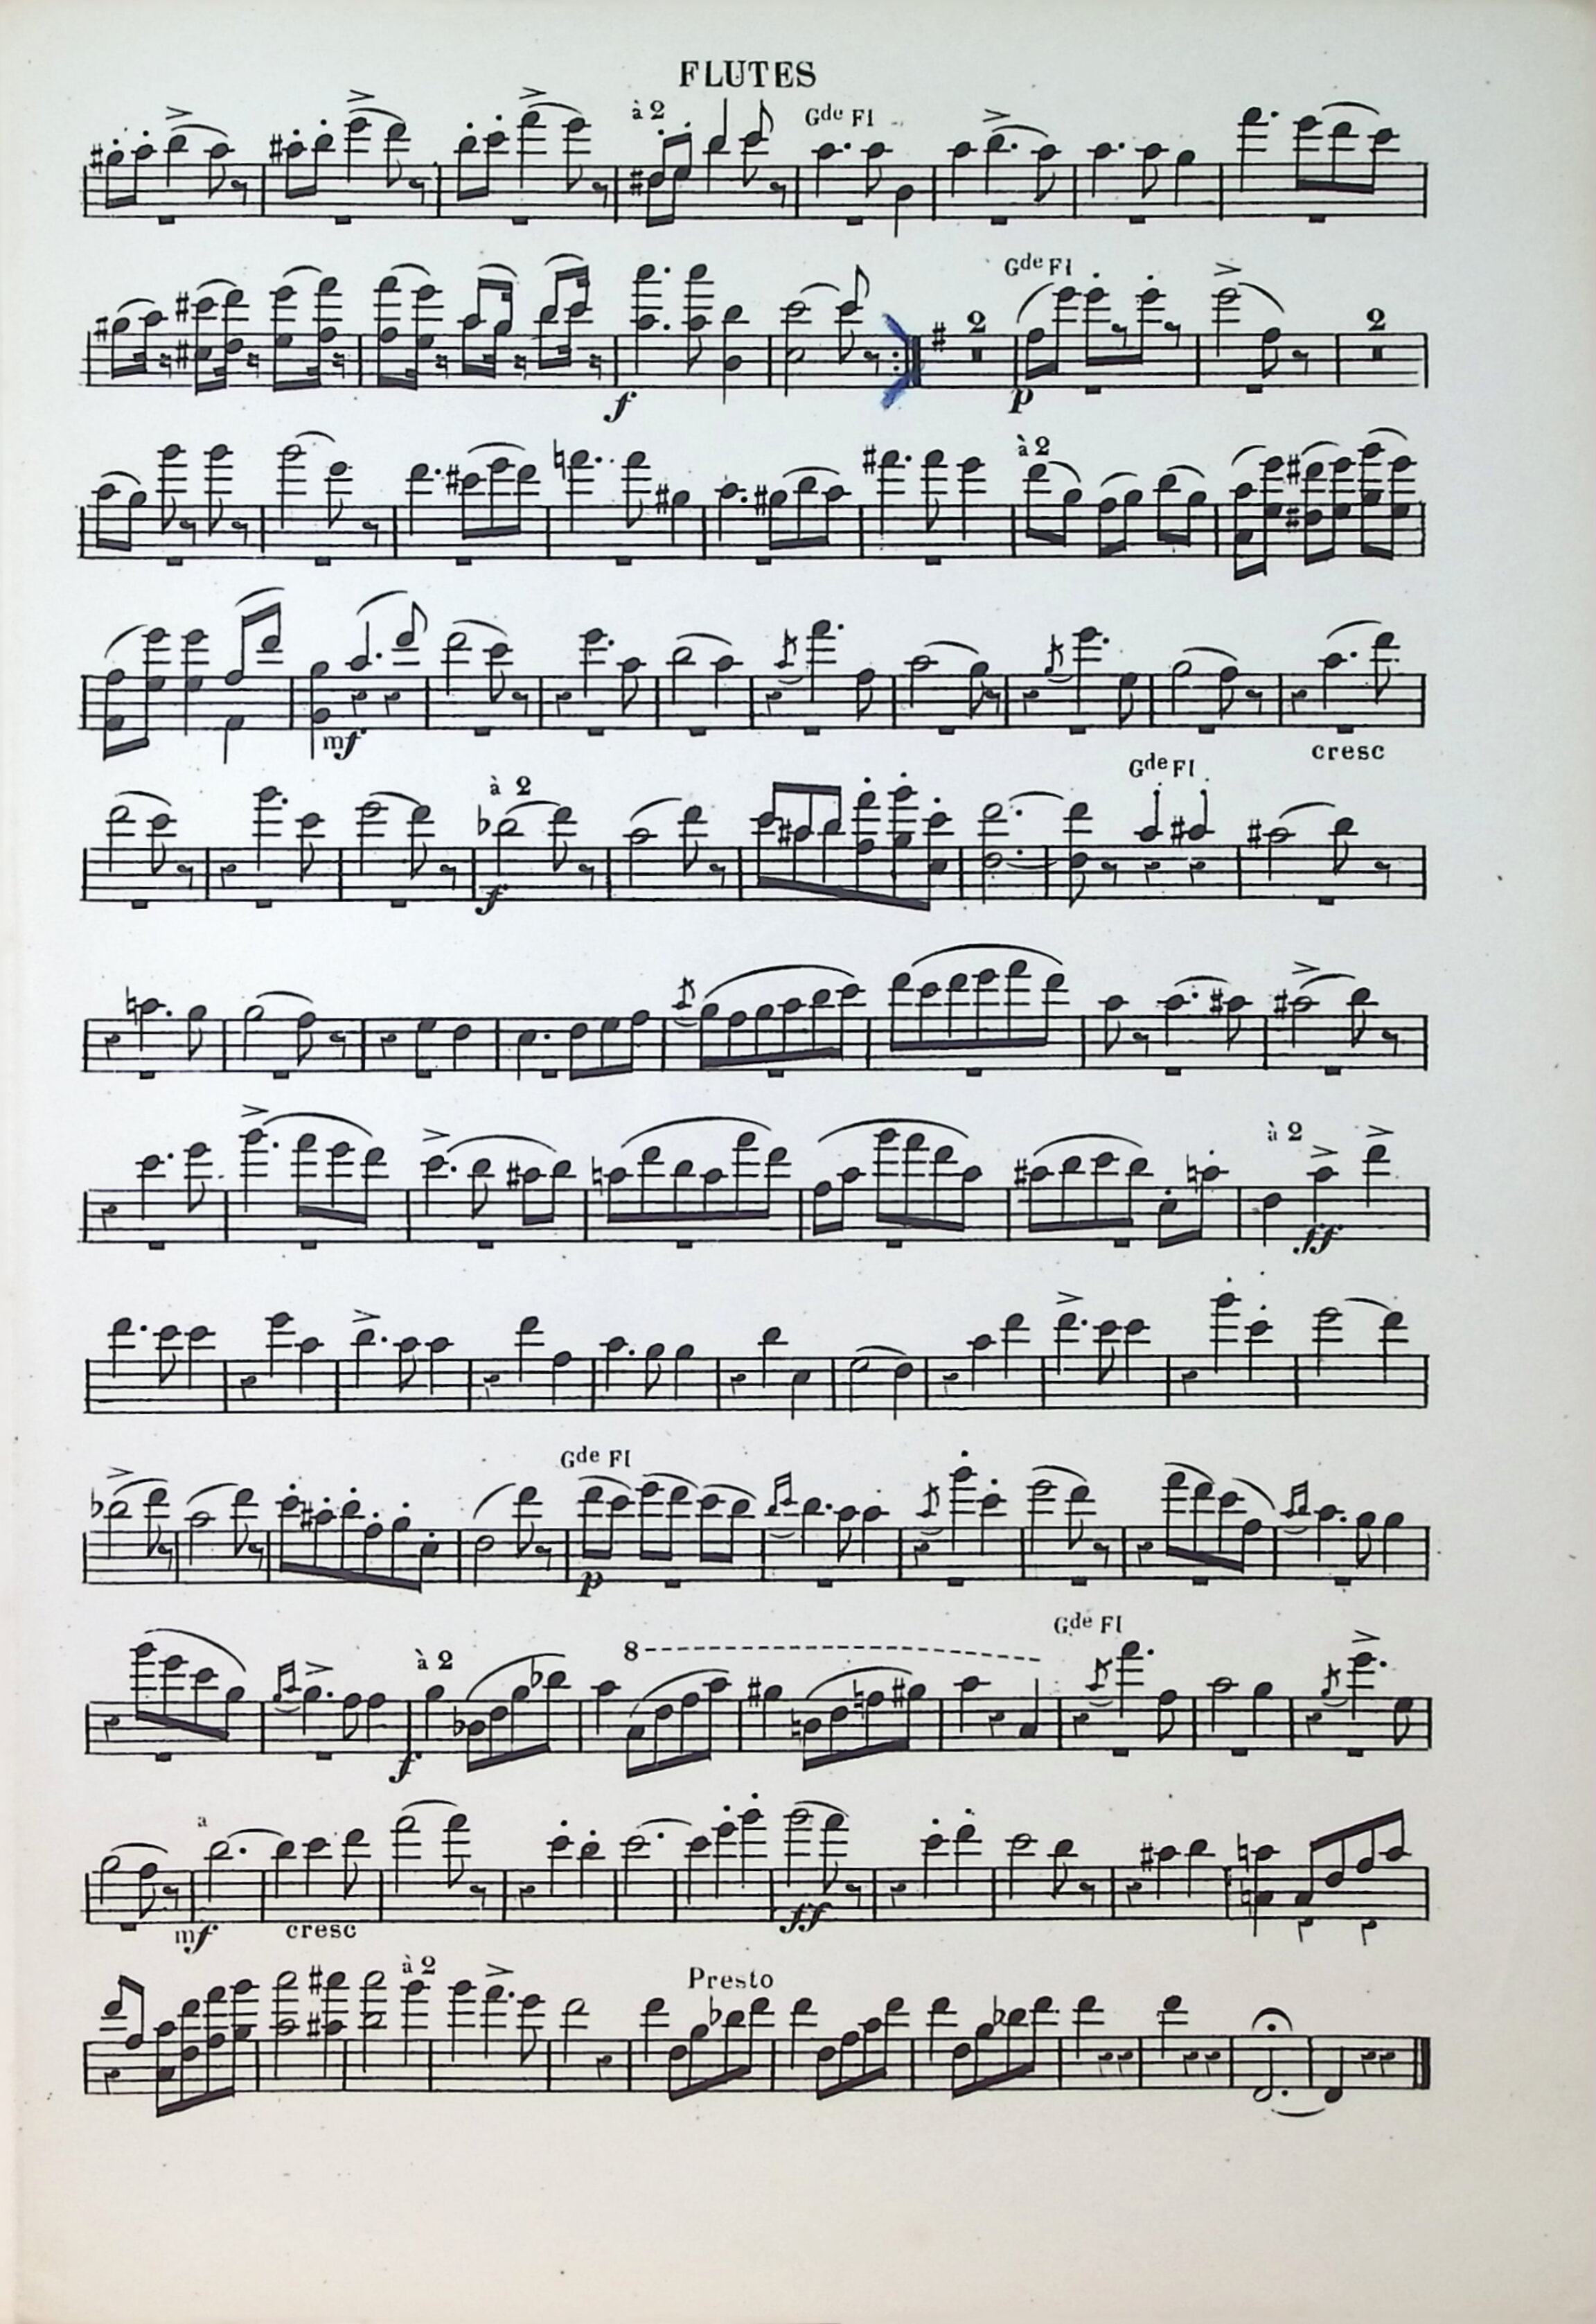 FLUTES
à 2 Gde Fl
Gde Fl
2 2
f p
à 2
mf cresc
Gde Fl
à 2
f
à 2
ff
Gde Fl
p
Gde Fl
à 2 8
f
a
mf cresc ff
à 2
Presto